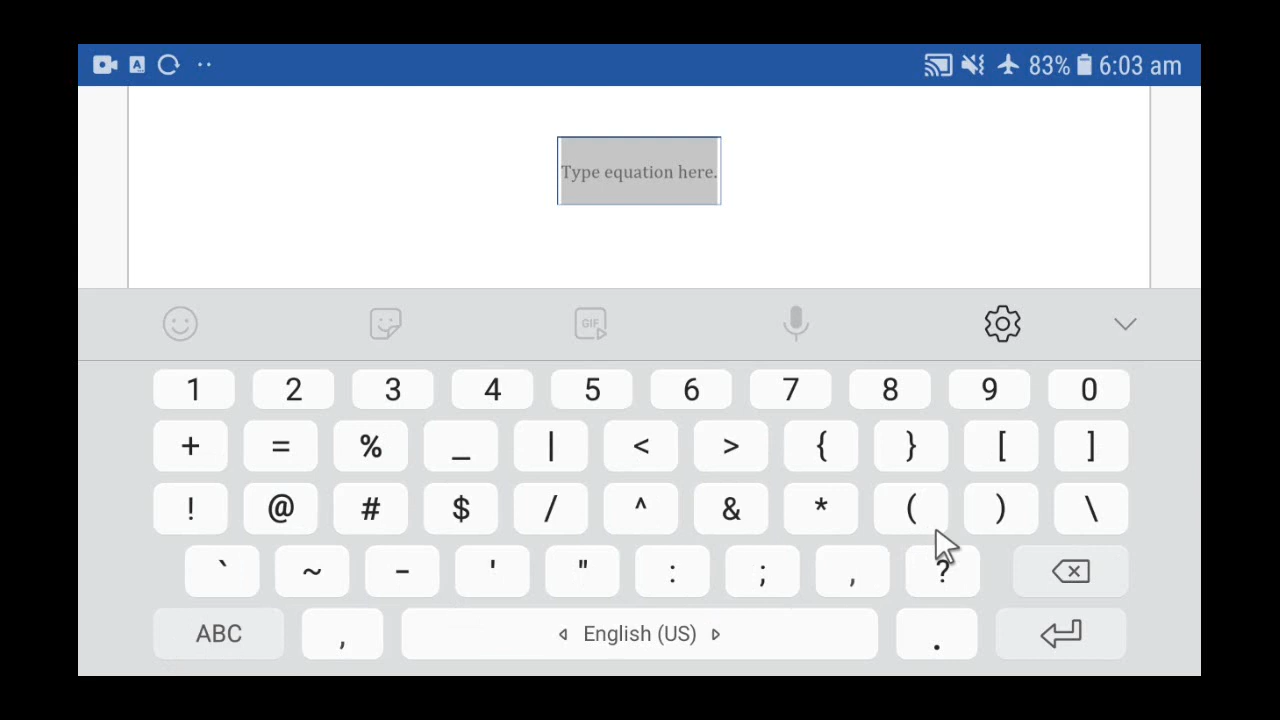 83% 6:03 am
Type equation here.
GIF
1 2 3 4 5 6 7 8 9 0
+ = % _ | < > { } [ ]
! @ # $ / ^ & * ( ) \
` ~ - ' " : ; , ?
ABC , English (US) .